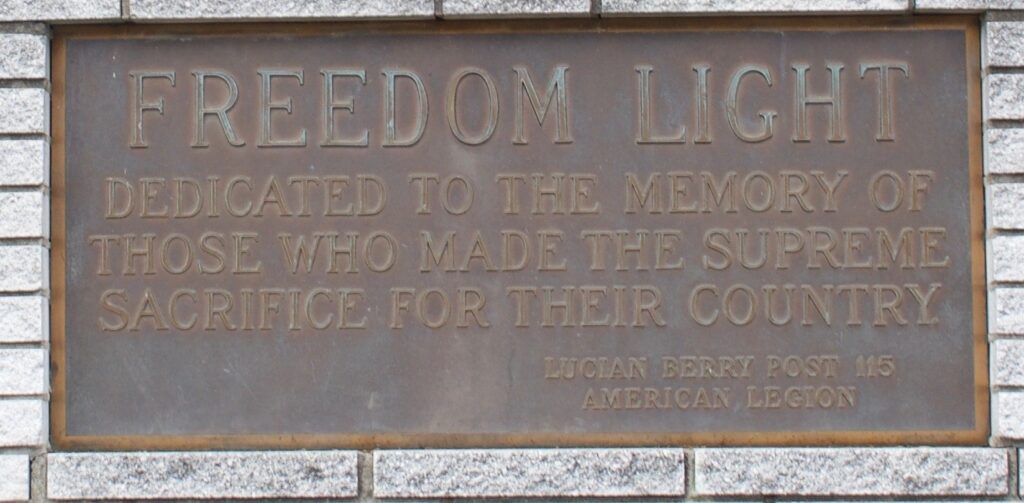 FREEDOM LIGHT
DEDICATED TO THE MEMORY OF
THOSE WHO MADE THE SUPREME
SACRIFICE FOR THEIR COUNTRY.
LUCIAN BERRY POST 115
AMERICAN LEGION